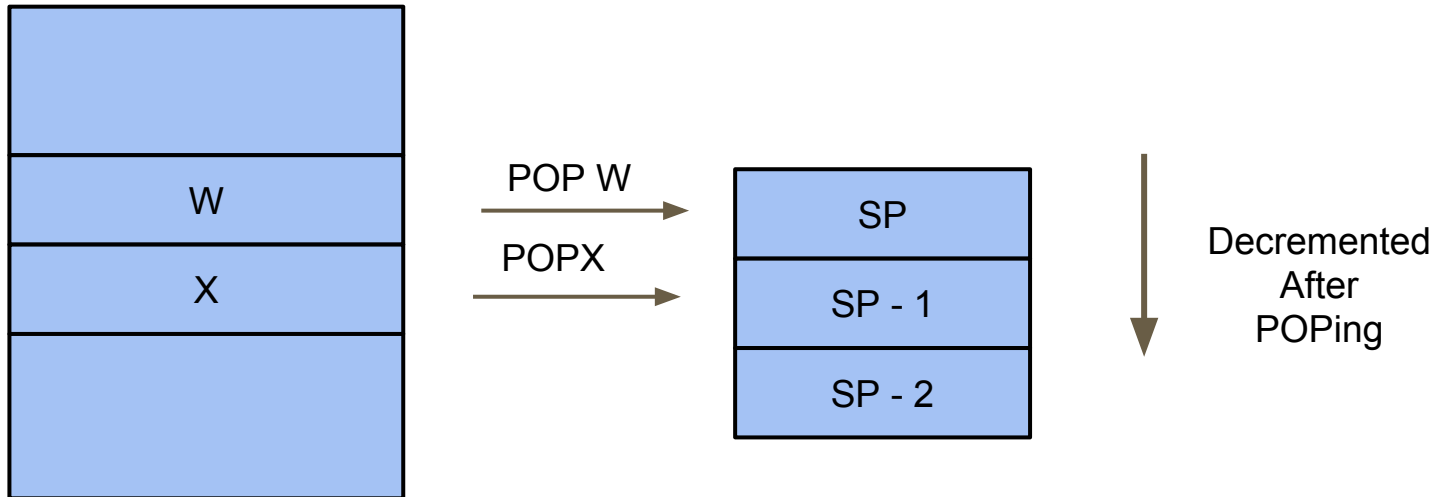 W
X
POP W
POPX
SP
SP - 1
SP - 2
Decremented
After
POPing